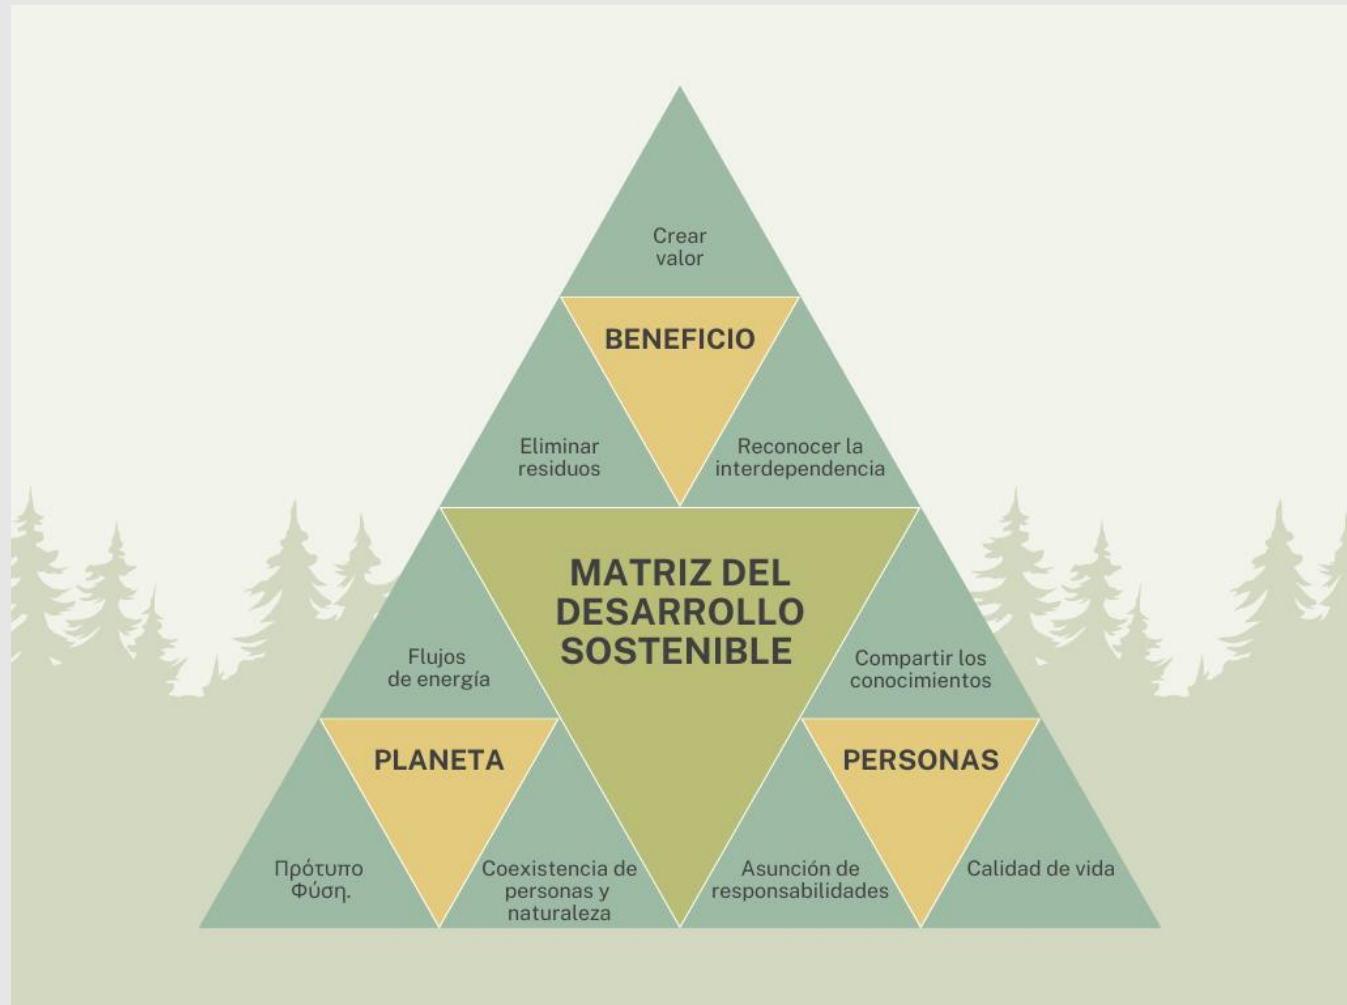 Crear
valor
BENEFICIO
Eliminar
residuos
Reconocer la
interdependencia
MATRIZ DEL
DESARROLLO
SOSTENIBLE
Flujos
de energía
Compartir los
conocimientos
PLANETA
PERSONAS
Πρότυπο
Φύση.
Coexistencia de
personas y
naturaleza
Asunción de
responsabilidades
Calidad de vida